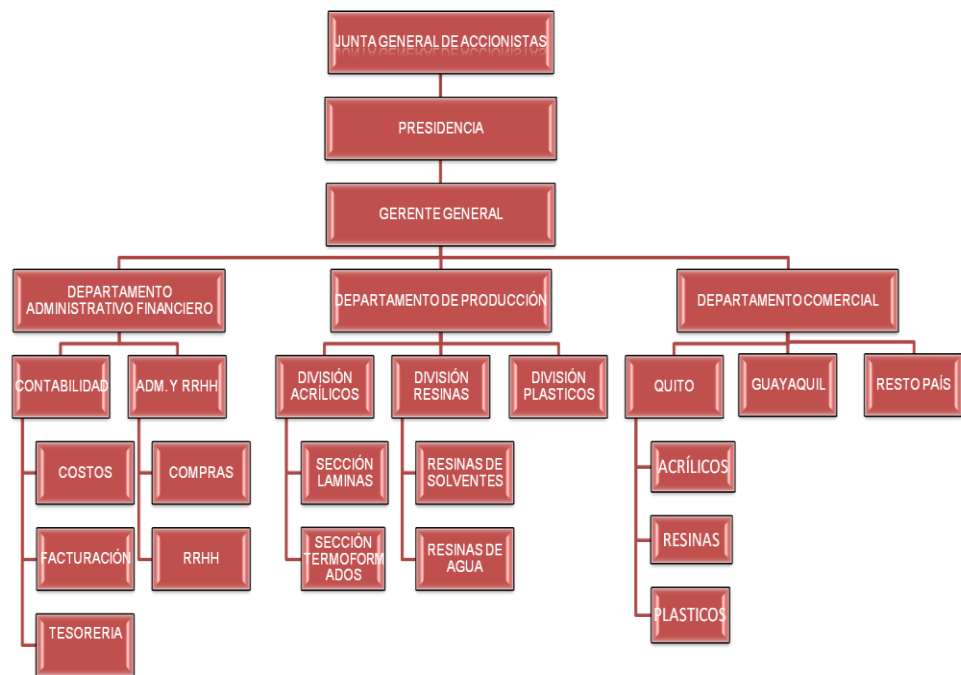 JUNTA GENERAL DE ACCIONISTAS
PRESIDENCIA
GERENTE GENERAL
DEPARTAMENTO
ADMINISTRATIVO FINANCIERO
DEPARTAMENTO DE PRODUCCIÓN
DEPARTAMENTO COMERCIAL
CONTABILIDAD
ADM. Y RRHH
DIVISIÓN
ACRÍLICOS
DIVISIÓN
RESINAS
DIVISIÓN
PLASTICOS
QUITO
GUAYAQUIL
RESTO PAÍS
COSTOS
COMPRAS
SECCIÓN
LAMINAS
RESINAS DE
SOLVENTES
ACRÍLICOS
FACTURACIÓN
RRHH
SECCIÓN
TERMOFORM
ADOS
RESINAS DE
AGUA
RESINAS
TESORERIA
PLASTICOS